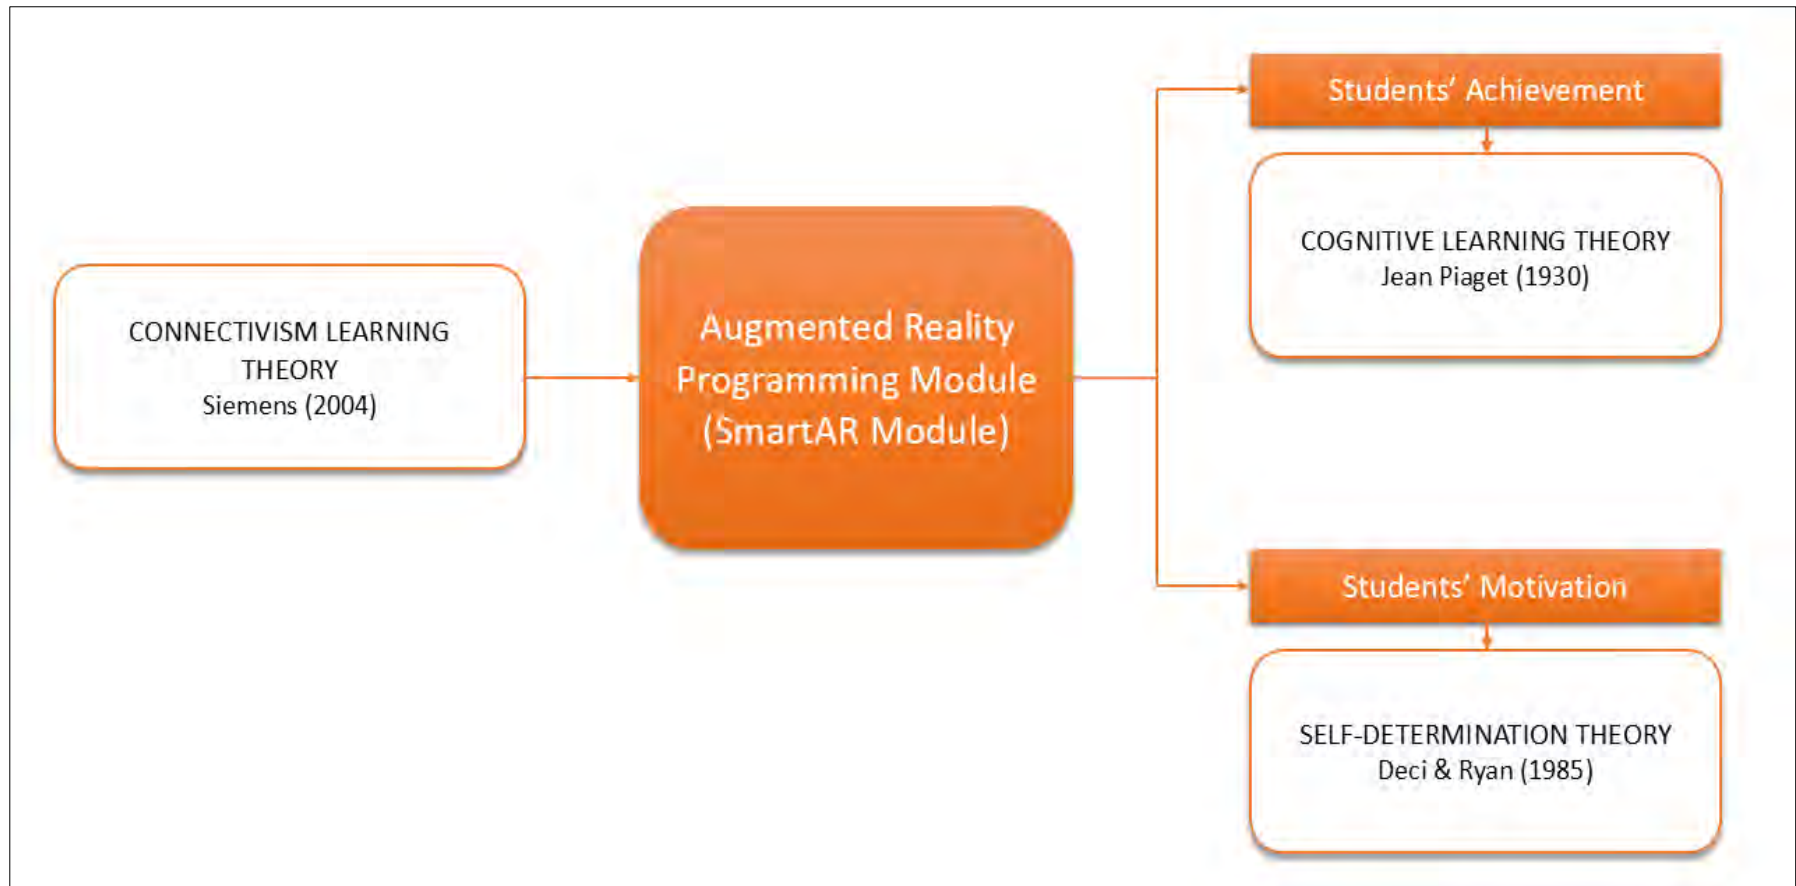 CONNECTIVISM LEARNING
THEORY
Siemens (2004)
Augmented Reality
Programming Module
(SmartAR Module)
Students’ Achievement
COGNITIVE LEARNING THEORY
Jean Piaget (1930)
Students’ Motivation
SELF-DETERMINATION THEORY
Deci & Ryan (1985)